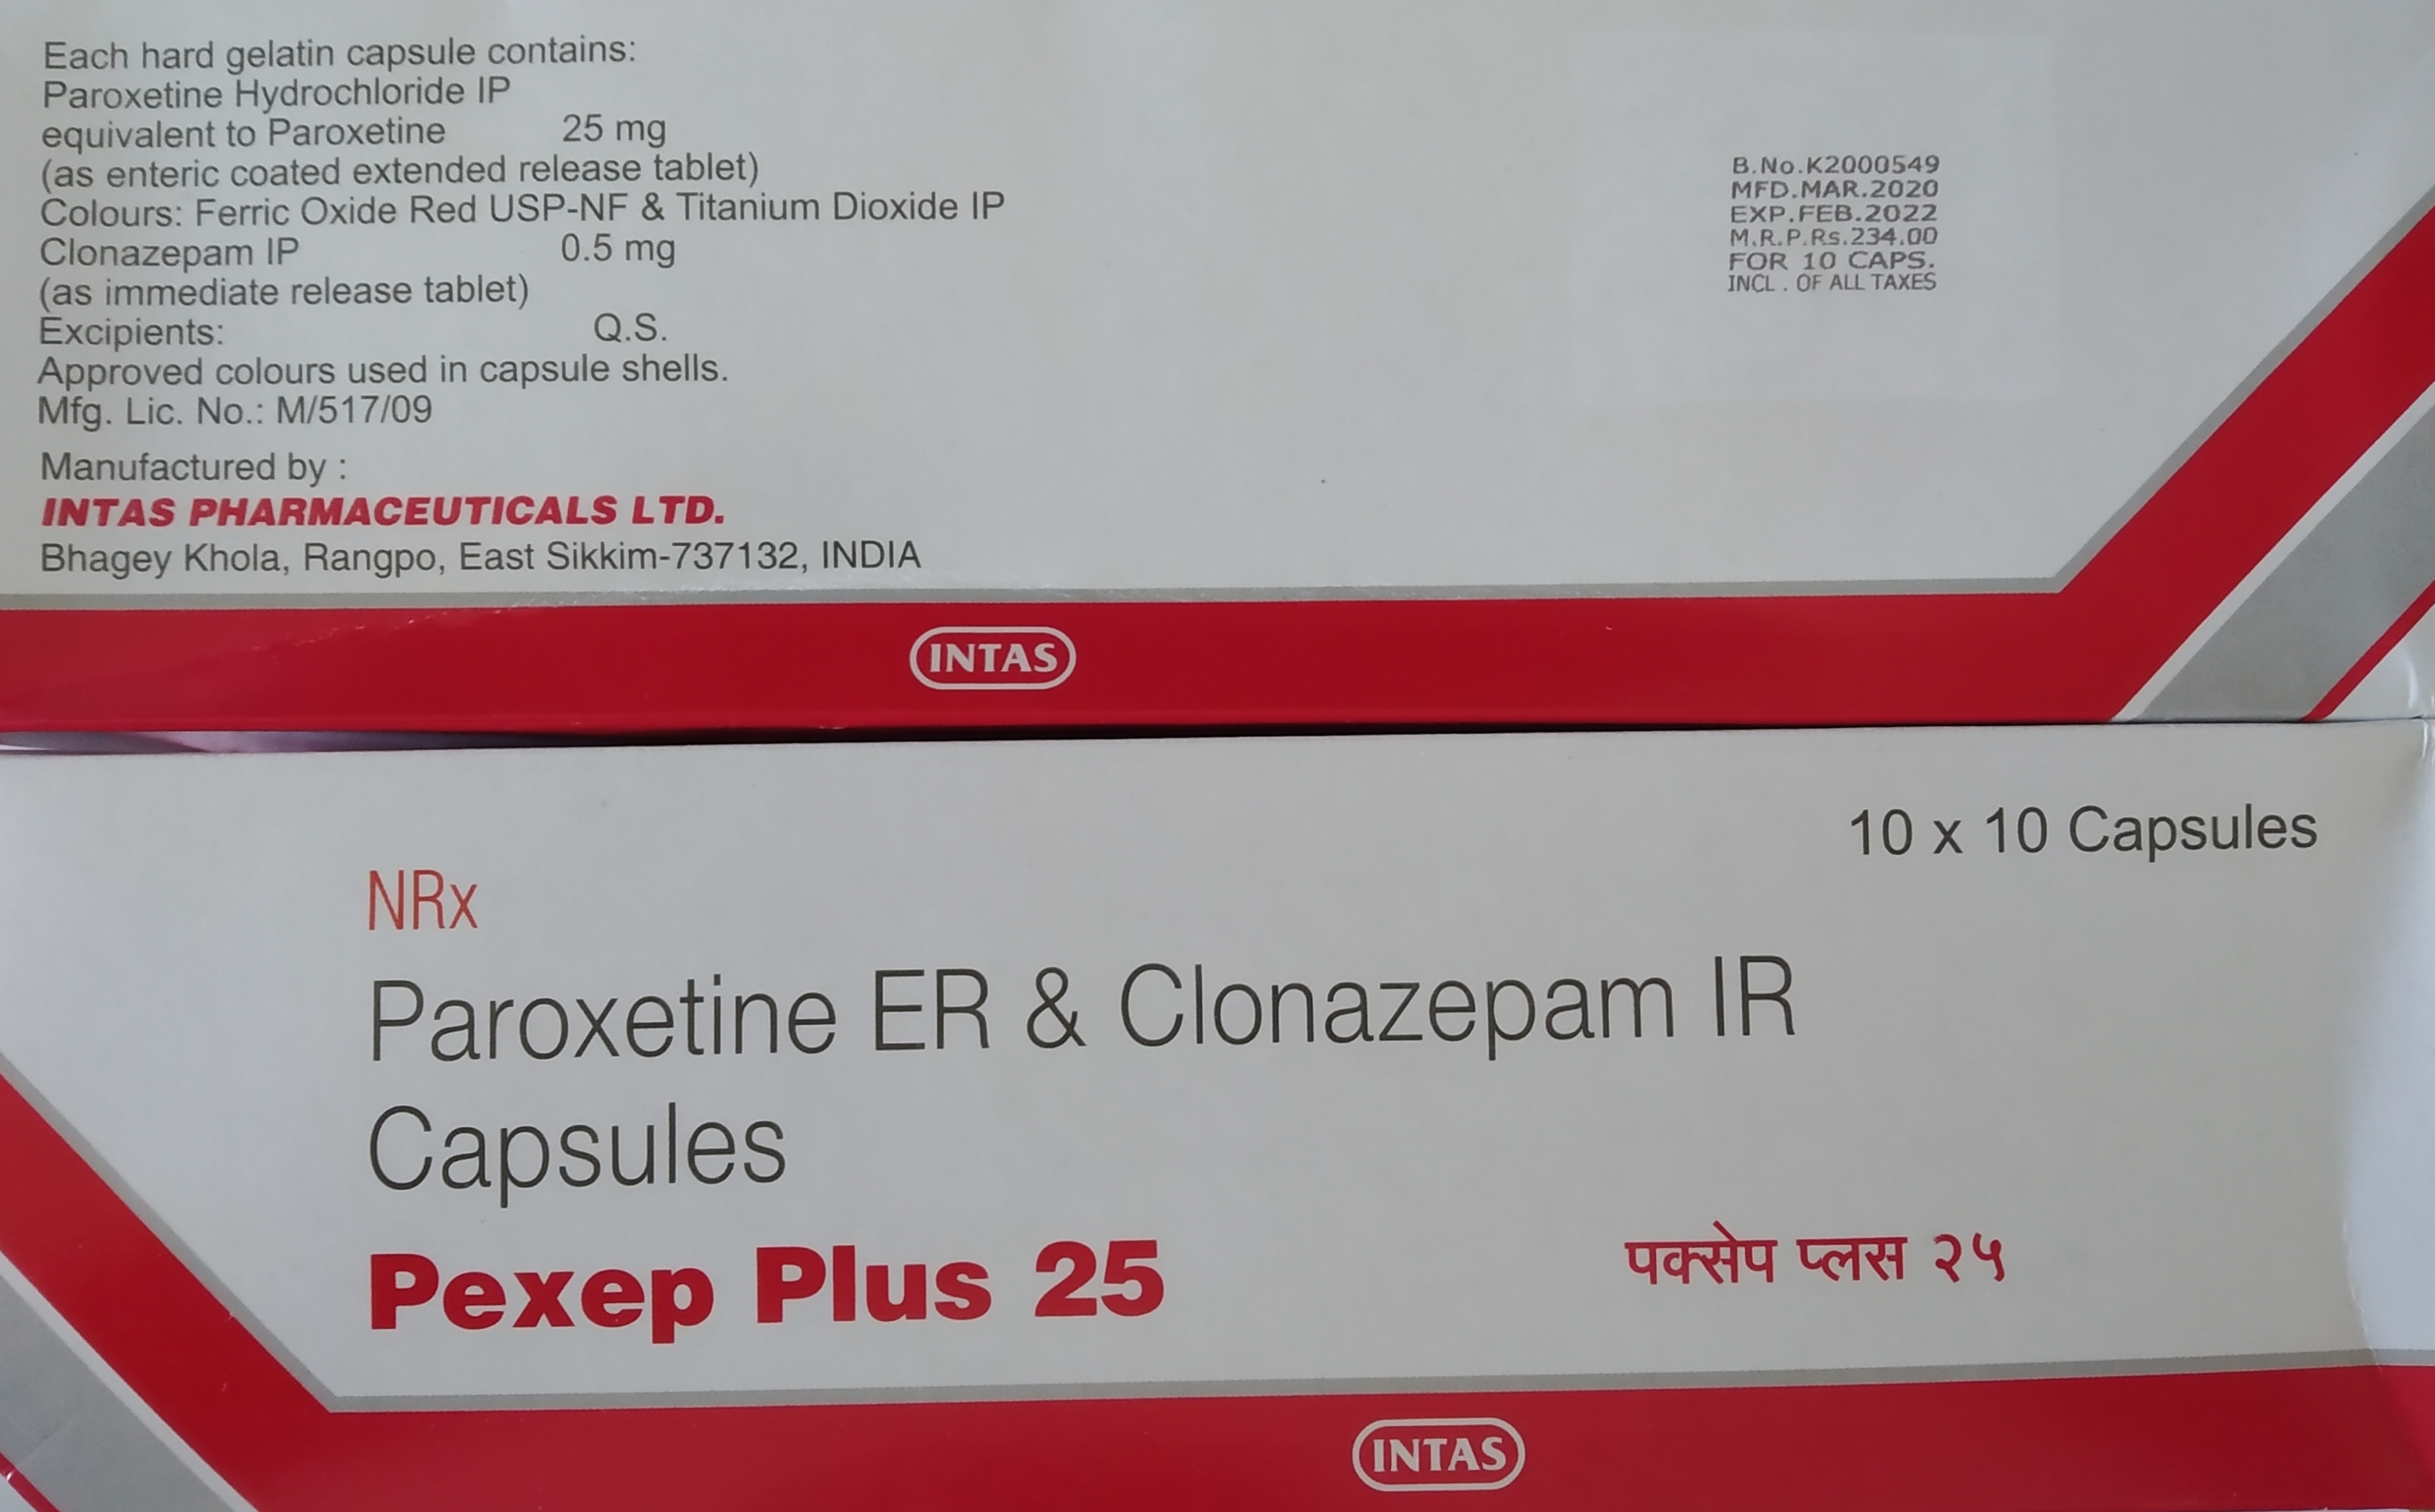 Each hard gelatin capsule contains:
Paroxetine Hydrochloride IP
equivalent to Paroxetine 25 mg
(as enteric coated extended release tablet)
Colours: Ferric Oxide Red USP-NF & Titanium Dioxide IP
Clonazepam IP 0.5 mg
(as immediate release tablet)
Excipients: Q.S.
Approved colours used in capsule shells.
Mfg. Lic. No.: M/517/09
Manufactured by :
INTAS PHARMACEUTICALS LTD.
Bhagey Khola, Rangpo, East Sikkim-737132, INDIA
B.No.K2000549
MFD.MAR.2020
EXP.FEB.2022
M.R.P.Rs.234.00
FOR 10 CAPS.
INCL . OF ALL TAXES
INTAS
10 x 10 Capsules
NRx
Paroxetine ER & Clonazepam IR
Capsules
Pexep Plus 25
पक्सेप प्लस २५
INTAS